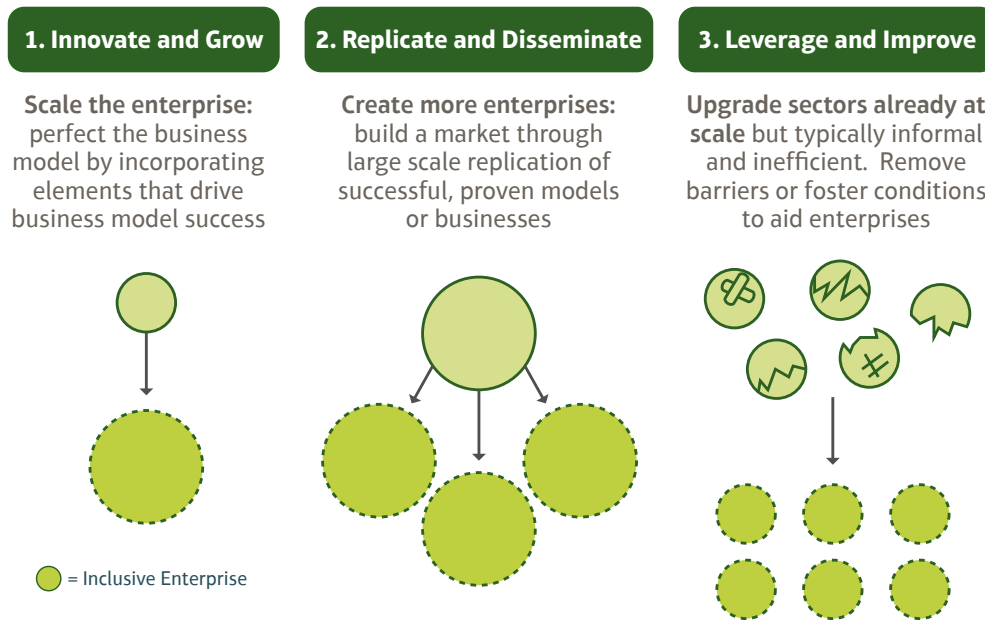 1. Innovate and Grow
Scale the enterprise:
perfect the business
model by incorporating
elements that drive
business model success
2. Replicate and Disseminate
Create more enterprises:
build a market through
large scale replication of
successful, proven models
or businesses
3. Leverage and Improve
Upgrade sectors already at
scale but typically informal
and inefficient. Remove
barriers or foster conditions
to aid enterprises
= Inclusive Enterprise